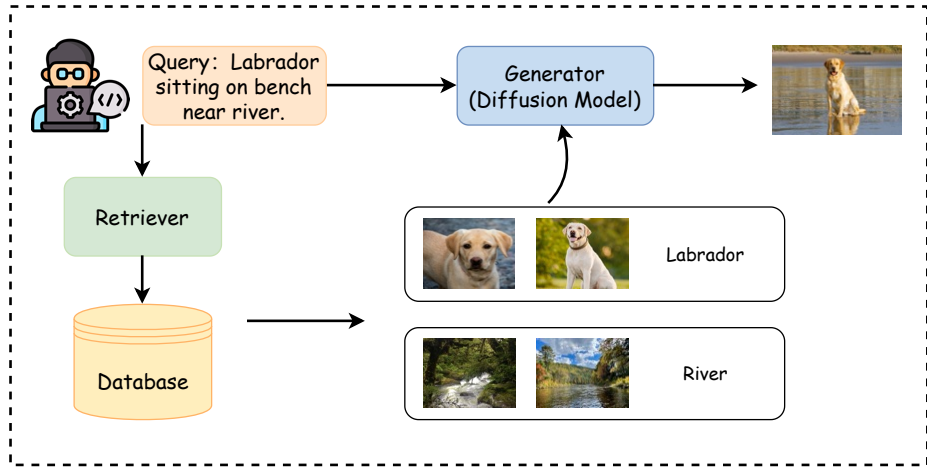 Query: Labrador
sitting on bench
near river.
Generator
(Diffusion Model)
</>
Retriever
Labrador
River
Database